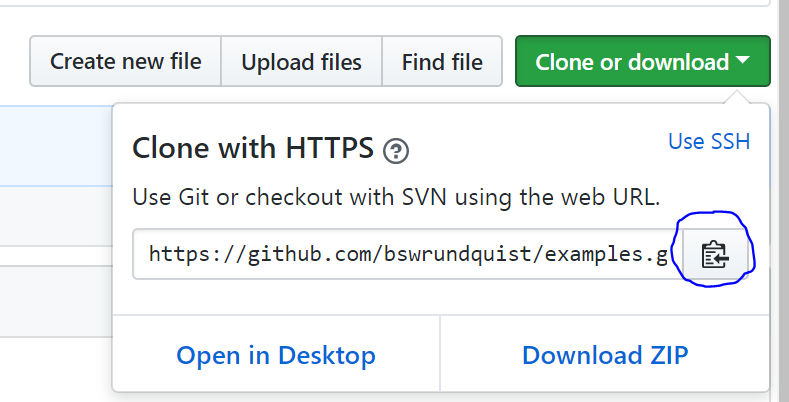 Create new file Upload files Find file Clone or download
Clone with HTTPS ? Use SSH
Use Git or checkout with SVN using the web URL.
https://github.com/bswrundquist/examples.g
Open in Desktop Download ZIP